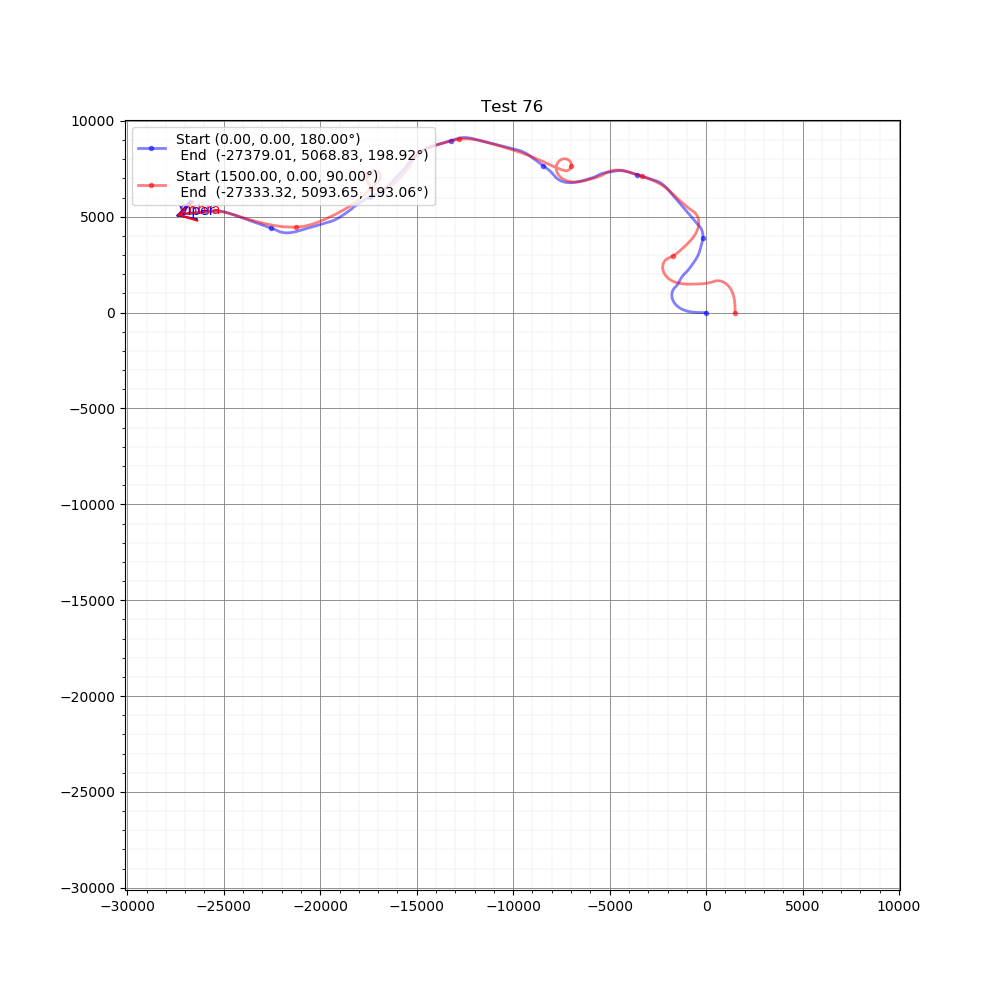 Test 76
10000
5000
0
−5000
−10000
−15000
−20000
−25000
−30000
Start (0.00, 0.00, 180.00°)
End (-27379.01, 5068.83, 198.92°)
Start (1500.00, 0.00, 90.00°)
End (-27333.32, 5093.65, 193.06°)
−30000 −25000 −20000 −15000 −10000 −5000 0 5000 10000